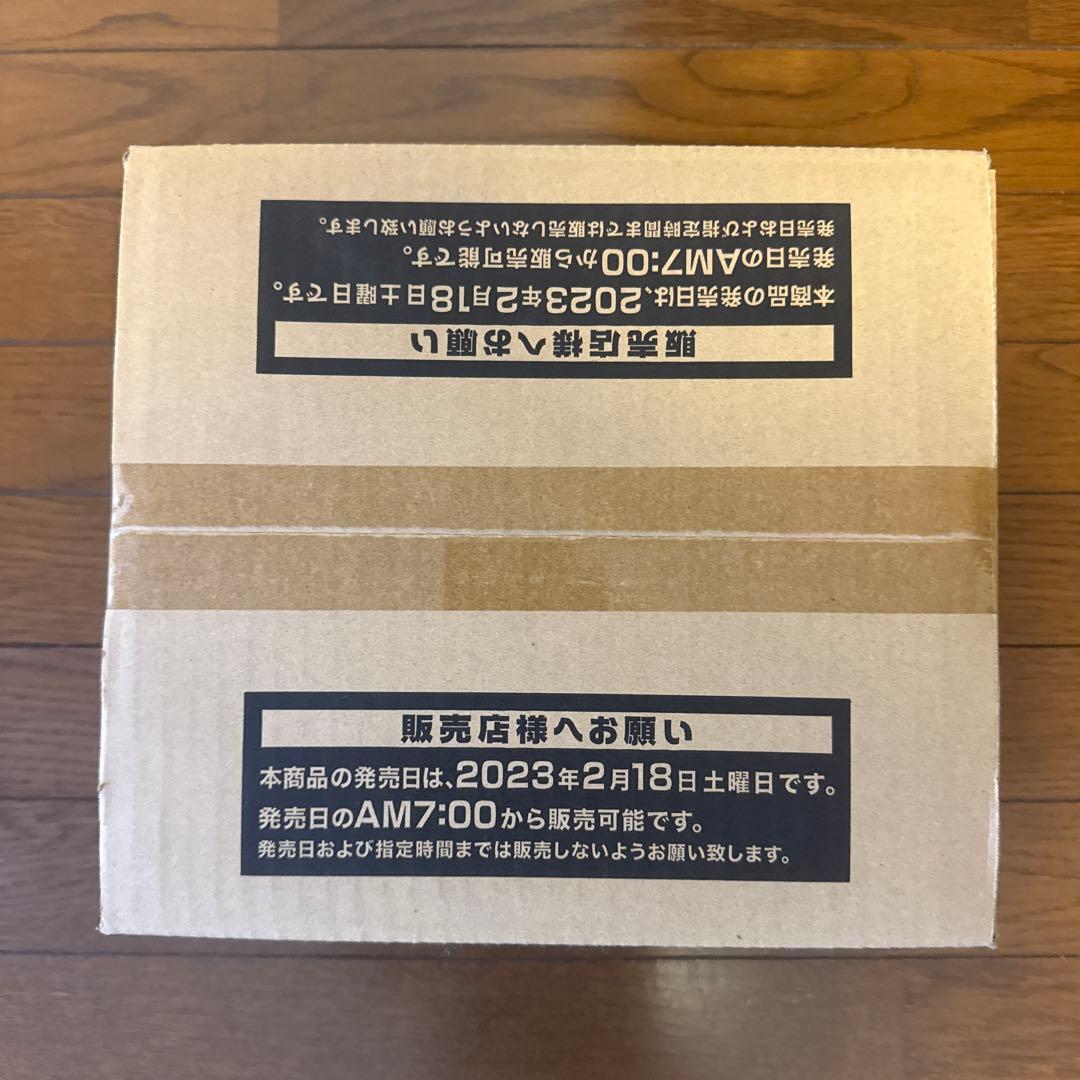 発売日および指定時間までは販売しないようお願い致します。
発売日のAM7:00から販売可能です。
本商品の発売日は、2023年2月18日土曜日です。
販売店様へお願い
販売店様へお願い
本商品の発売日は、2023年2月18日土曜日です。
発売日のAM7:00から販売可能です。
発売日および指定時間までは販売しないようお願い致します。